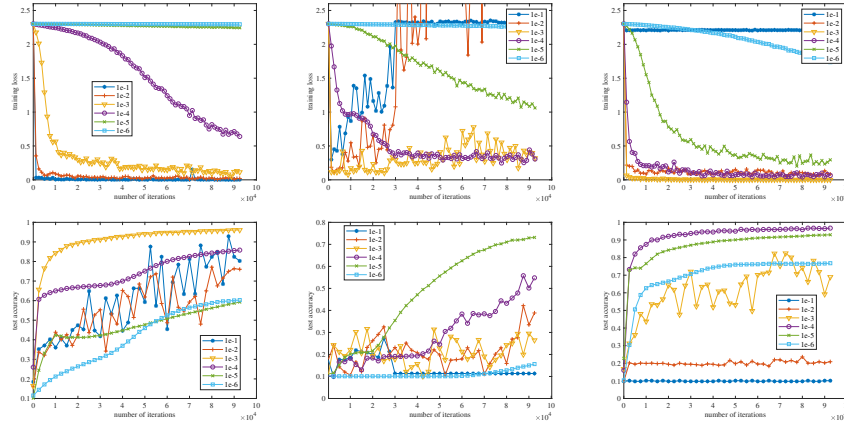 2.5
2
1.5
1
0.5
0
training loss
1e-1
1e-2
1e-3
1e-4
1e-5
1e-6
0 1 2 3 4 5 6 7 8 9 10
number of iterations
×10^4
2.5
2
1.5
1
0.5
0
training loss
1e-1
1e-2
1e-3
1e-4
1e-5
1e-6
0 1 2 3 4 5 6 7 8 9
number of iterations
×10^4
2.5
2
1.5
1
0.5
0
training loss
1e-1
1e-2
1e-3
1e-4
1e-5
1e-6
0 1 2 3 4 5 6 7 8 9
number of iterations
×10^4
1
0.9
0.8
0.7
0.6
0.5
0.4
0.3
0.2
0.1
test accuracy
1e-1
1e-2
1e-3
1e-4
1e-5
1e-6
0 1 2 3 4 5 6 7 8 9 10
number of iterations
×10^4
0.8
0.7
0.6
0.5
0.4
0.3
0.2
0.1
0
test accuracy
1e-1
1e-2
1e-3
1e-4
1e-5
1e-6
0 1 2 3 4 5 6 7 8 9 10
number of iterations
×10^4
1
0.9
0.8
0.7
0.6
0.5
0.4
0.3
0.2
0.1
0
test accuracy
1e-1
1e-2
1e-3
1e-4
1e-5
1e-6
0 1 2 3 4 5 6 7 8 9
number of iterations
×10^4